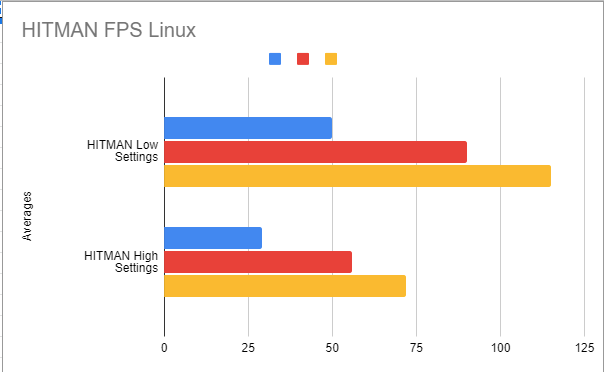 HITMAN FPS Linux
HITMAN Low
Settings
HITMAN High
Settings
Averages
0
25
50
75
100
125